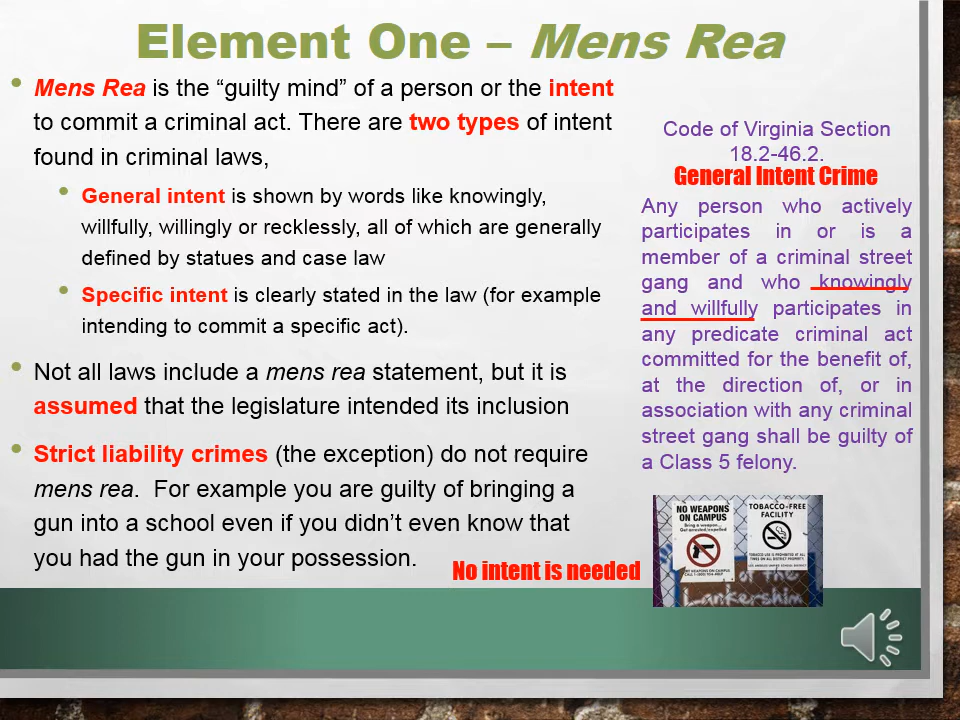 Element One – Mens Rea
Mens Rea is the “guilty mind” of a person or the intent
to commit a criminal act. There are two types of intent
found in criminal laws,
General intent is shown by words like knowingly,
willfully, willingly or recklessly, all of which are generally
defined by statues and case law
Specific intent is clearly stated in the law (for example
intending to commit a specific act).
Not all laws include a mens rea statement, but it is
assumed that the legislature intended its inclusion
Strict liability crimes (the exception) do not require
mens rea. For example you are guilty of bringing a
gun into a school even if you didn’t even know that
you had the gun in your possession.
No intent is needed
Code of Virginia Section
18.2-46.2.
General Intent Crime
Any person who actively
participates in or is a
member of a criminal street
gang and who knowingly
and willfully participates in
any predicate criminal act
committed for the benefit of,
at the direction of, or in
association with any criminal
street gang shall be guilty of
a Class 5 felony.
NO WEAPONS
ON CAMPUS
Bring a weapon...
Get arrested/expelled
TOBACCO-FREE
FACILITY
of the
Lankershim